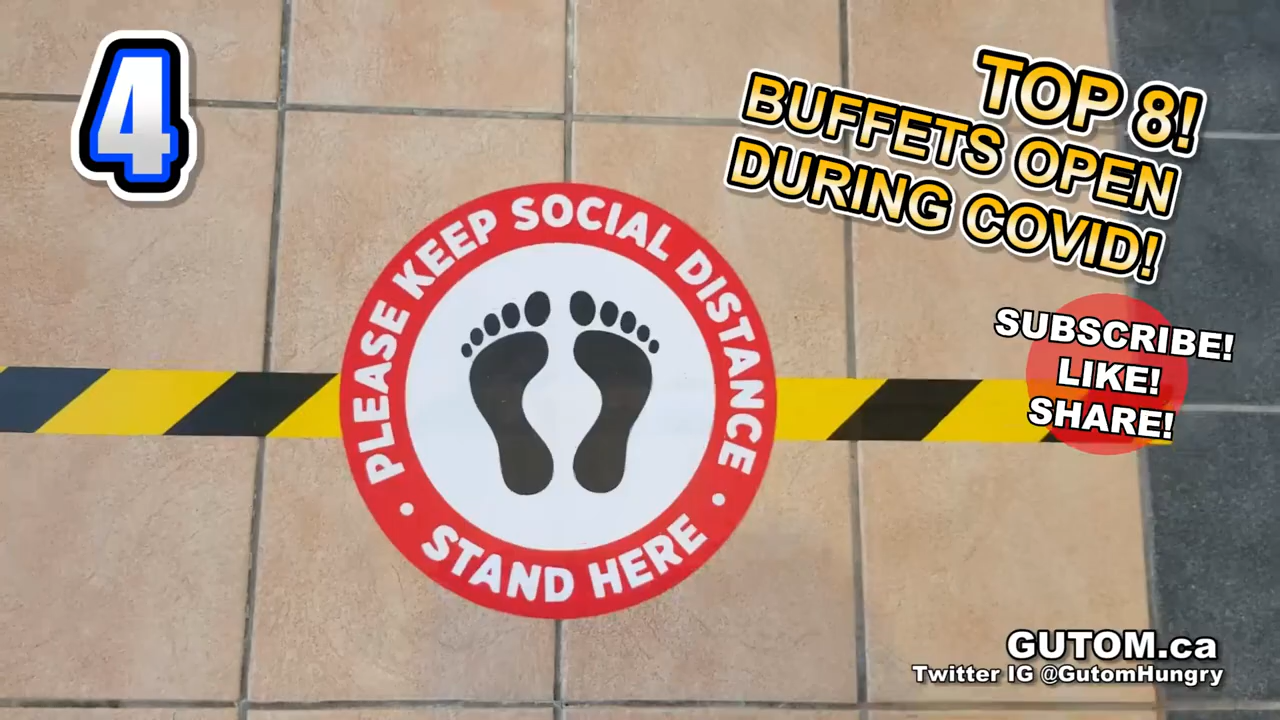 4
TOP 8!
BUFFETS OPEN
DURING COVID!
PLEASE KEEP SOCIAL DISTANCE
• STAND HERE •
SUBSCRIBE!
LIKE!
SHARE!
GUTOM.ca
Twitter IG @GutomHungry